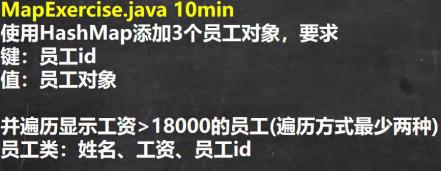 MapExercise.java 10min
使用HashMap添加3个员工对象，要求
键：员工id
值：员工对象
并遍历显示工资>18000的员工(遍历方式最少两种)
员工类：姓名、工资、员工id